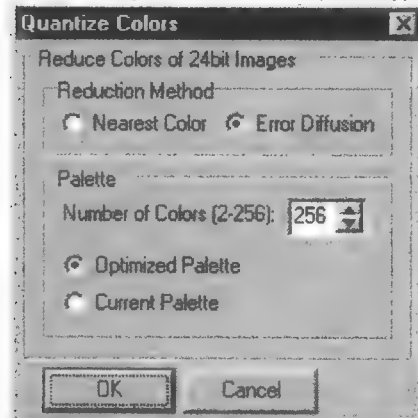 Quantize Colors
Reduce Colors of 24bit Images
Reduction Method
Nearest Color Error Diffusion
Palette
Number of Colors (2-256): 256
Optimized Palette
Current Palette
OK Cancel